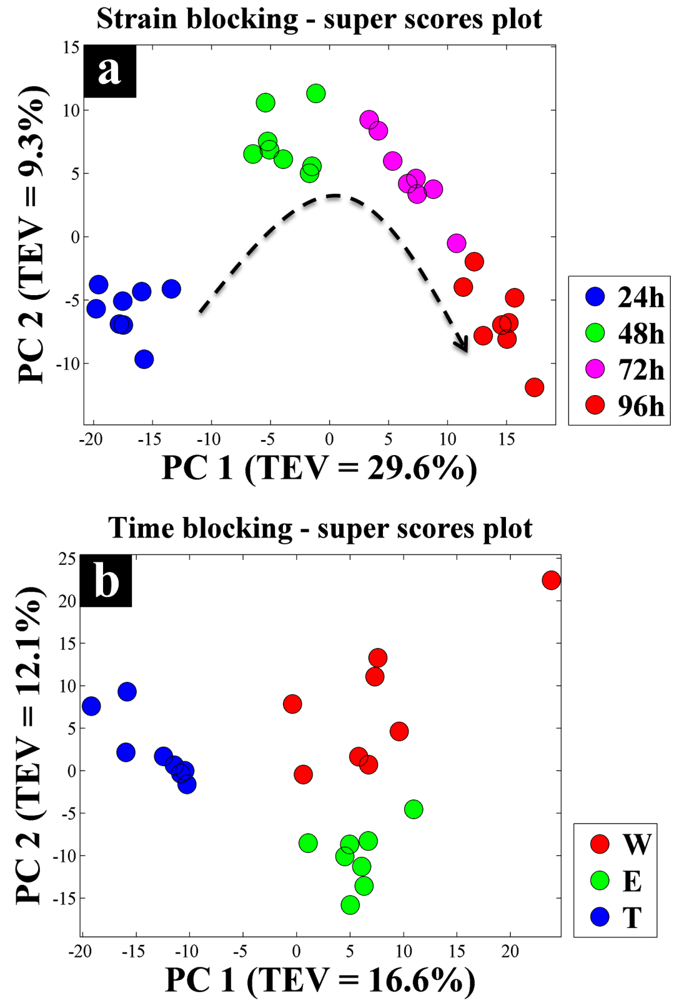 Strain blocking - super scores plot
a
15
10
5
0
-5
-10
PC 2 (TEV = 9.3%)
-20 -15 -10 -5 0 5 10 15
PC 1 (TEV = 29.6%)
24h
48h
72h
96h
Time blocking - super scores plot
b
25
20
15
10
5
0
-5
-10
-15
PC 2 (TEV = 12.1%)
-20 -15 -10 -5 0 5 10 15 20
PC 1 (TEV = 16.6%)
W
E
T